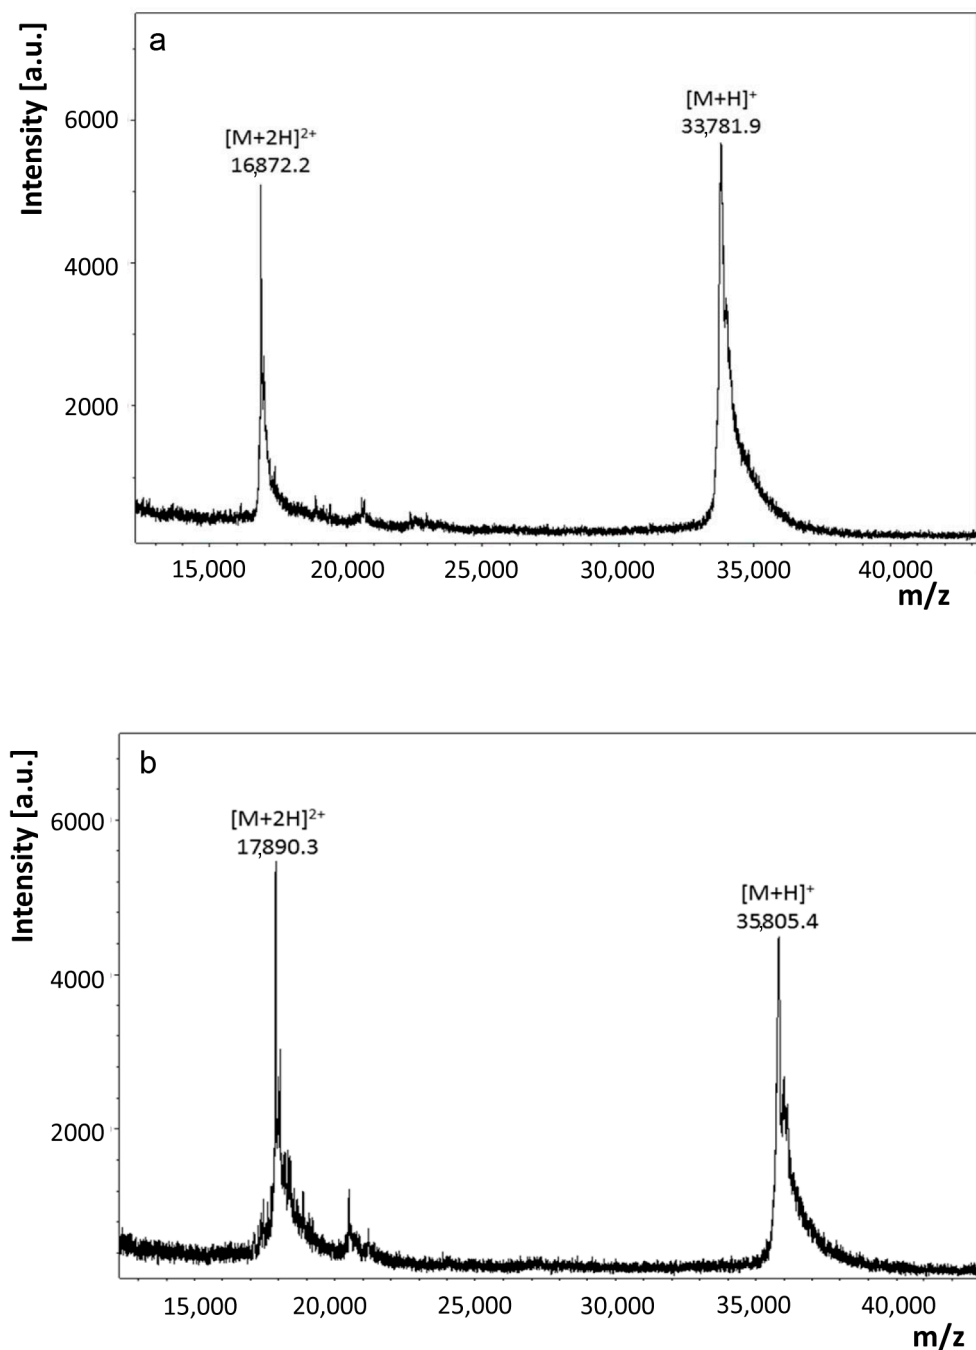 a
Intensity [a.u.]
[M+H]⁺
33,781.9
[M+2H]²⁺
16,872.2
6000
4000
2000
15,000 20,000 25,000 30,000 35,000 40,000
m/z
b
Intensity [a.u.]
[M+2H]²⁺
17,890.3
[M+H]⁺
35,805.4
6000
4000
2000
15,000 20,000 25,000 30,000 35,000 40,000
m/z